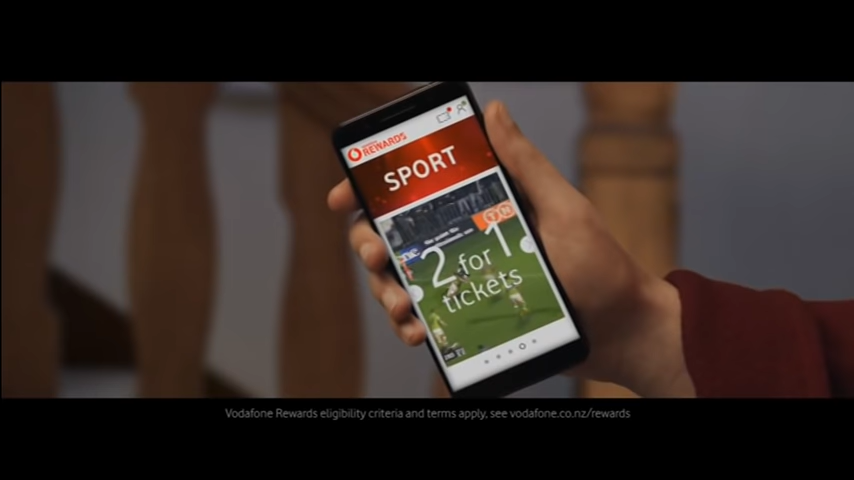 REWARDS
SPORT
2 for 1
tickets
Vodafone Rewards eligibility criteria and terms apply, see vodafone.co.nz/rewards